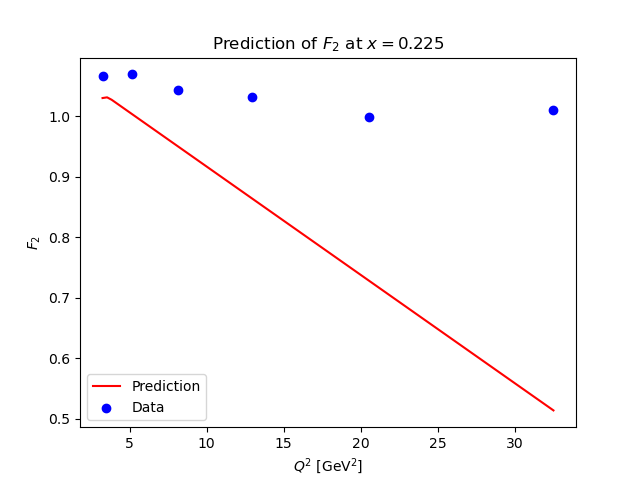 Prediction of F₂ at x = 0.225
F₂
1.0
0.9
0.8
0.7
0.6
0.5
Prediction
Data
5
10
15
20
25
30
Q² [GeV²]